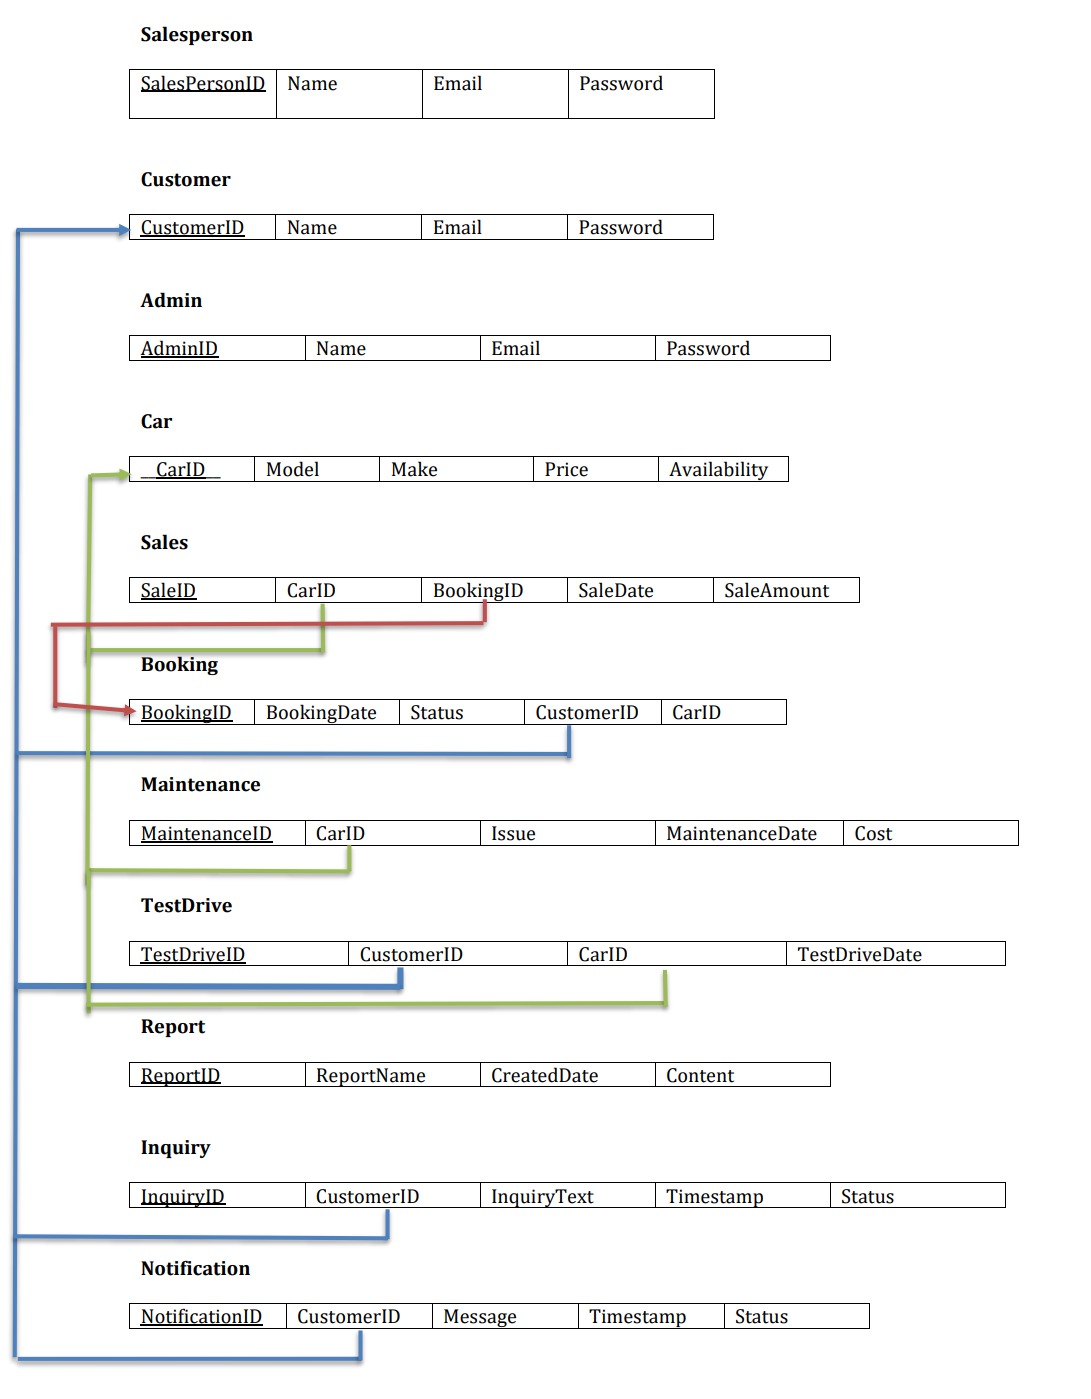 Salesperson
SalesPersonID Name Email Password
Customer
CustomerID Name Email Password
Admin
AdminID Name Email Password
Car
__CarID__ Model Make Price Availability
Sales
SaleID CarID BookingID SaleDate SaleAmount
Booking
BookingID BookingDate Status CustomerID CarID
Maintenance
MaintenanceID CarID Issue MaintenanceDate Cost
TestDrive
TestDriveID CustomerID CarID TestDriveDate
Report
ReportID ReportName CreatedDate Content
Inquiry
InquiryID CustomerID InquiryText Timestamp Status
Notification
NotificationID CustomerID Message Timestamp Status